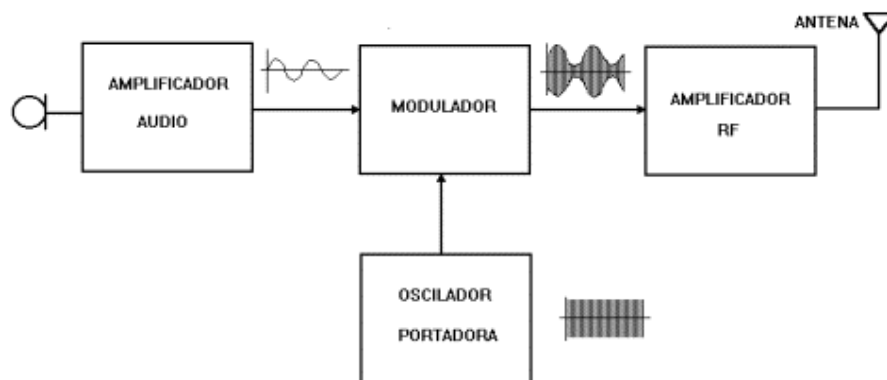 ANTENA
AMPLIFICADOR
AUDIO
MODULADOR
AMPLIFICADOR
RF
OSCILADOR
PORTADORA